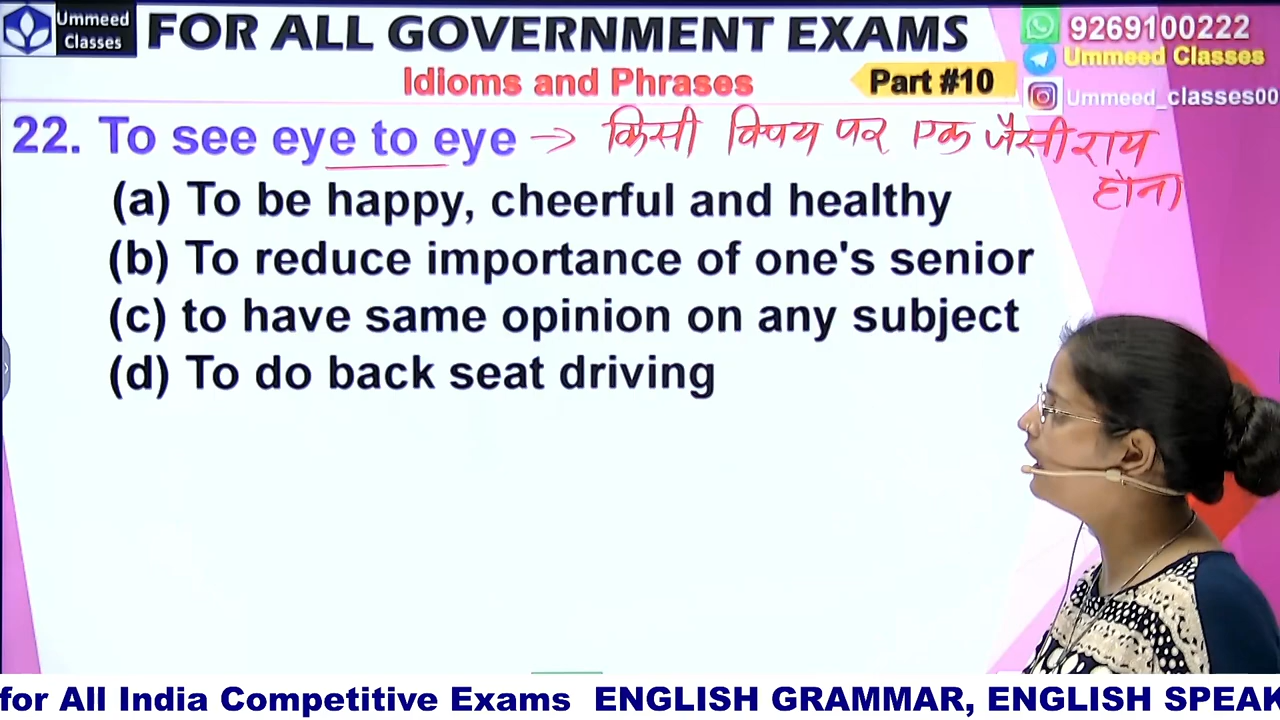 Ummeed
Classes
FOR ALL GOVERNMENT EXAMS
9269100222
Ummeed Classes
Idioms and Phrases
Part #10
Ummeed_classes00
22. To see eye to eye → किसी विषय पर एक जैसी राय
होना
(a) To be happy, cheerful and healthy
(b) To reduce importance of one's senior
(c) to have same opinion on any subject
(d) To do back seat driving
for All India Competitive Exams ENGLISH GRAMMAR, ENGLISH SPEAK